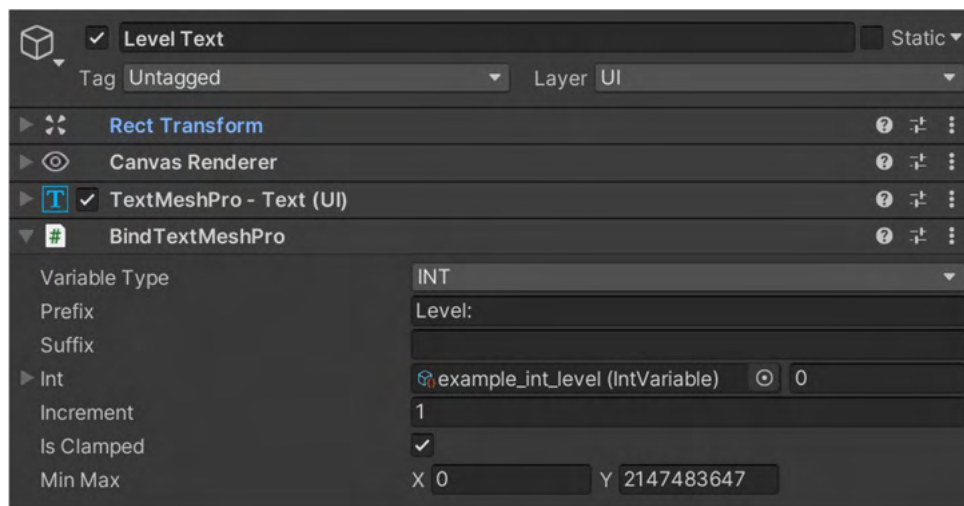 Level Text Static
Tag Untagged Layer UI
Rect Transform
Canvas Renderer
T TextMeshPro - Text (UI)
# BindTextMeshPro
Variable Type INT
Prefix Level:
Suffix
Int example_int_level (IntVariable) 0
Increment 1
Is Clamped
Min Max X 0 Y 2147483647